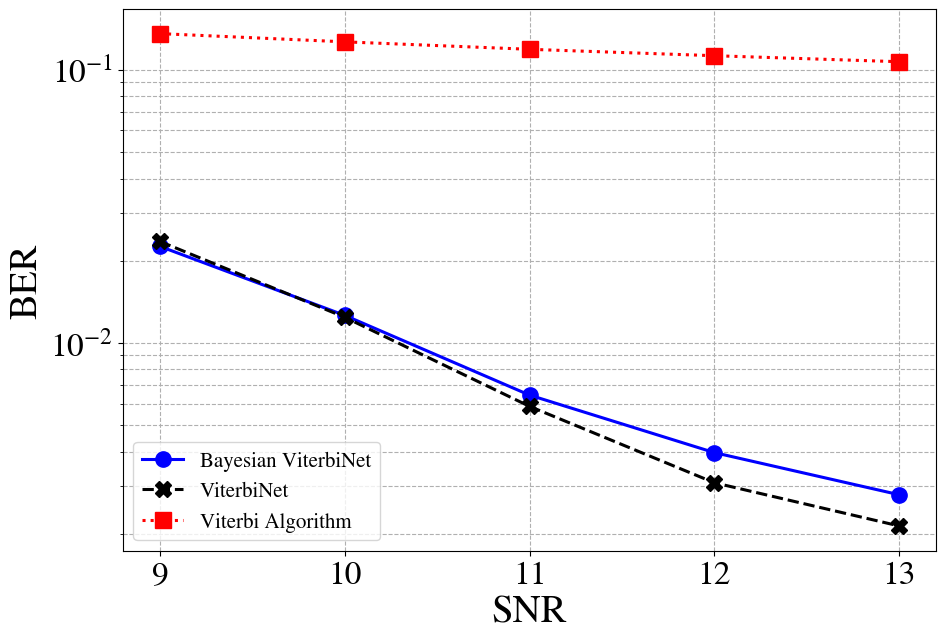 10⁻¹
10⁻²
BER
Bayesian ViterbiNet
ViterbiNet
Viterbi Algorithm
9 10 11 12 13
SNR